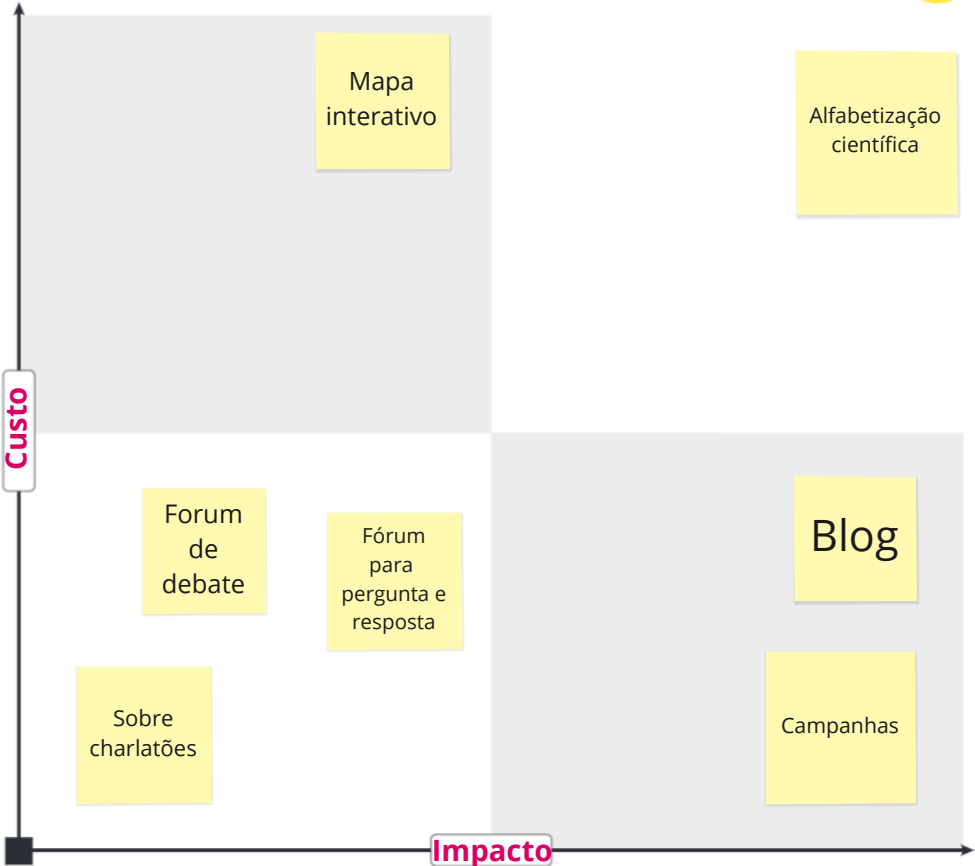 Mapa
interativo
Alfabetização
científica
Custo
Forum
de
debate
Fórum
para
pergunta e
resposta
Blog
Sobre
charlatões
Campanhas
Impacto